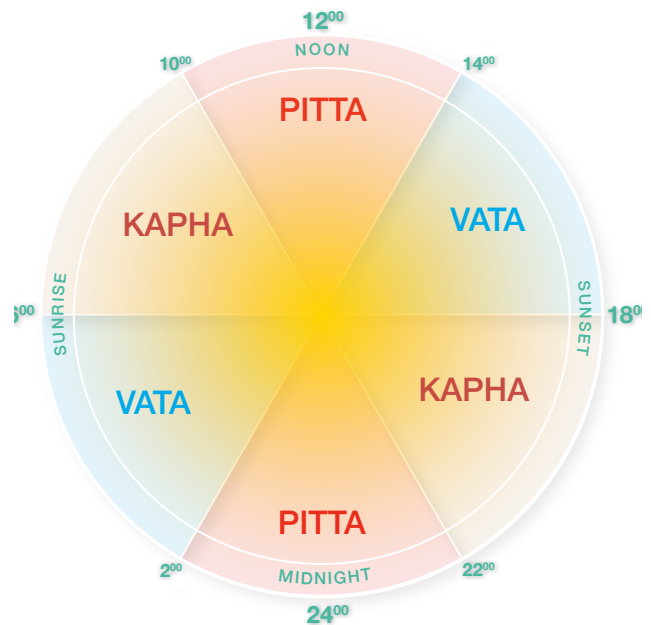 12⁰⁰
NOON
10⁰⁰
14⁰⁰
PITTA
KAPHA
VATA
SUNRISE
SUNSET
18⁰⁰
VATA
KAPHA
PITTA
2⁰⁰
MIDNIGHT
22⁰⁰
24⁰⁰